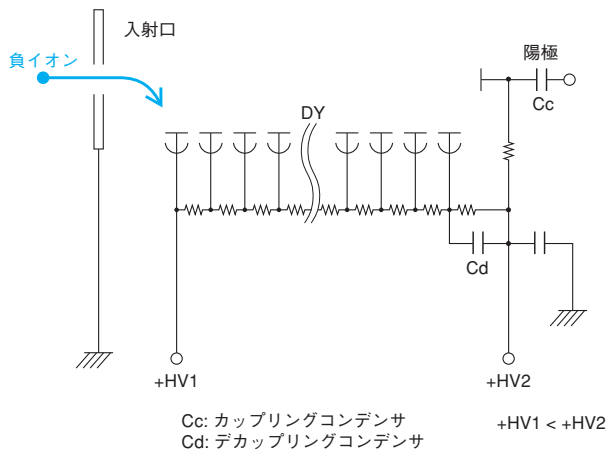 入射口
負イオン
陽極
Cc
DY
Cd
+HV1
+HV2
Cc: カップリングコンデンサ
Cd: デカップリングコンデンサ
+HV1 < +HV2